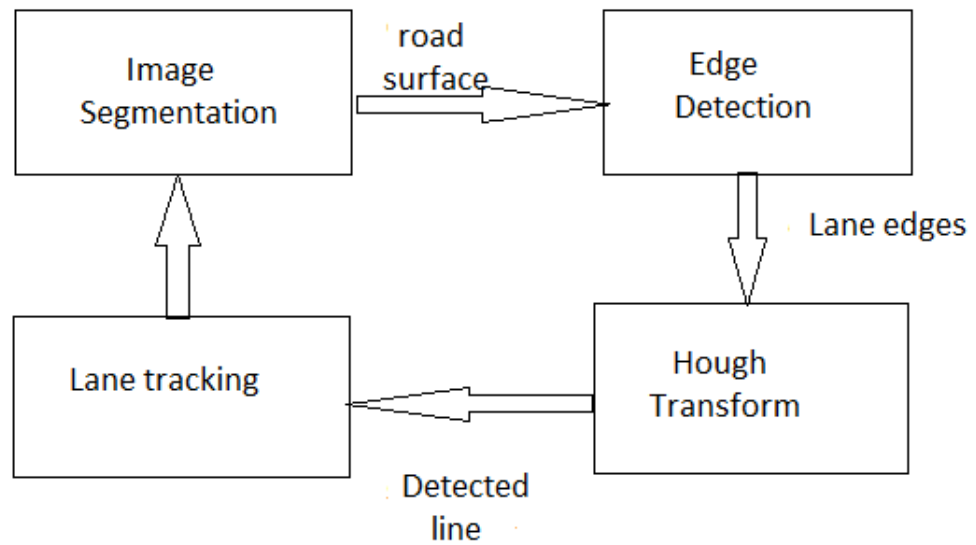 Image
Segmentation
road
surface
Edge
Detection
Lane edges
Hough
Transform
Detected
line
Lane tracking